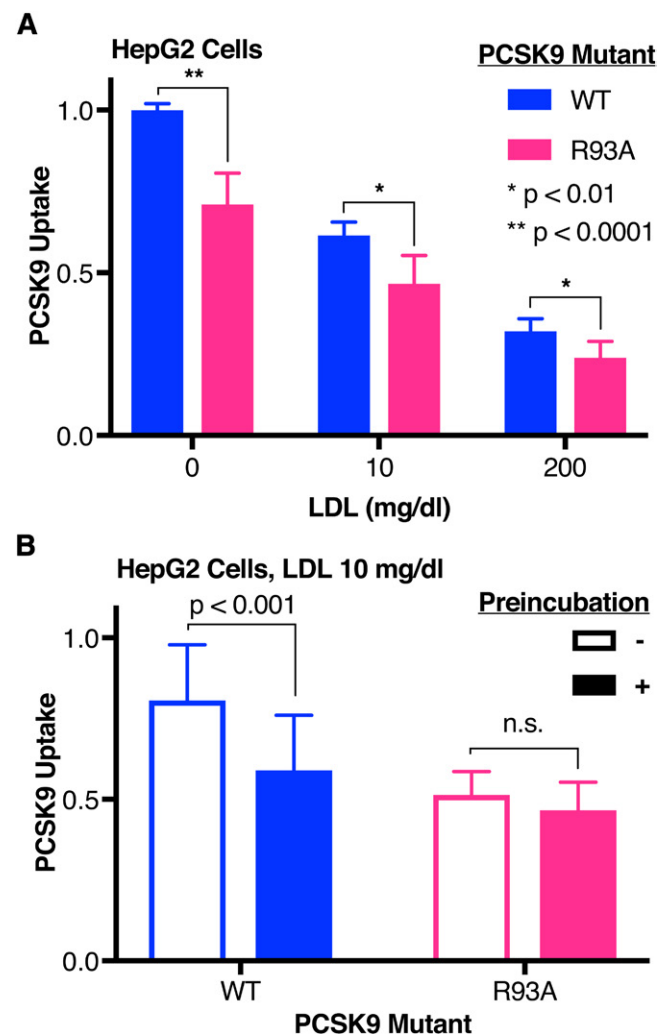 A
HepG2 Cells
PCSK9 Mutant
WT
R93A
* p < 0.01
** p < 0.0001
**
*
*
1.0
0.5
0.0
PCSK9 Uptake
0 10 200
LDL (mg/dl)
B
HepG2 Cells, LDL 10 mg/dl
p < 0.001
Preincubation
-
+
n.s.
1.0
0.5
0.0
PCSK9 Uptake
WT R93A
PCSK9 Mutant